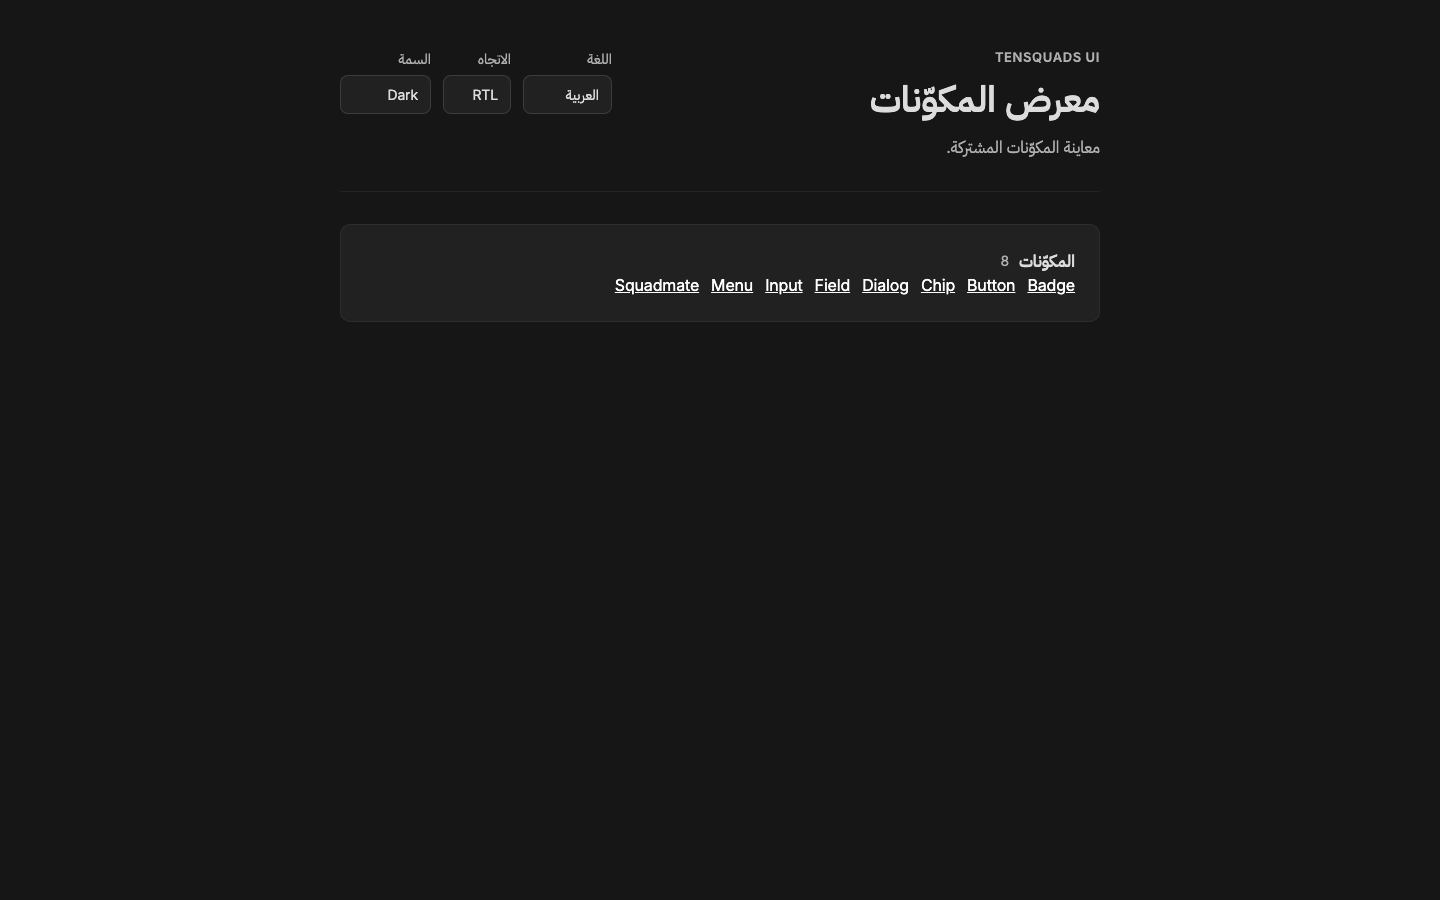 TENSQUADS UI
معرض المكوّنات
معاينة المكوّنات المشتركة.
اللغة
العربية
الاتجاه
RTL
السمة
Dark
المكوّنات 8
Badge Button Chip Dialog Field Input Menu Squadmate